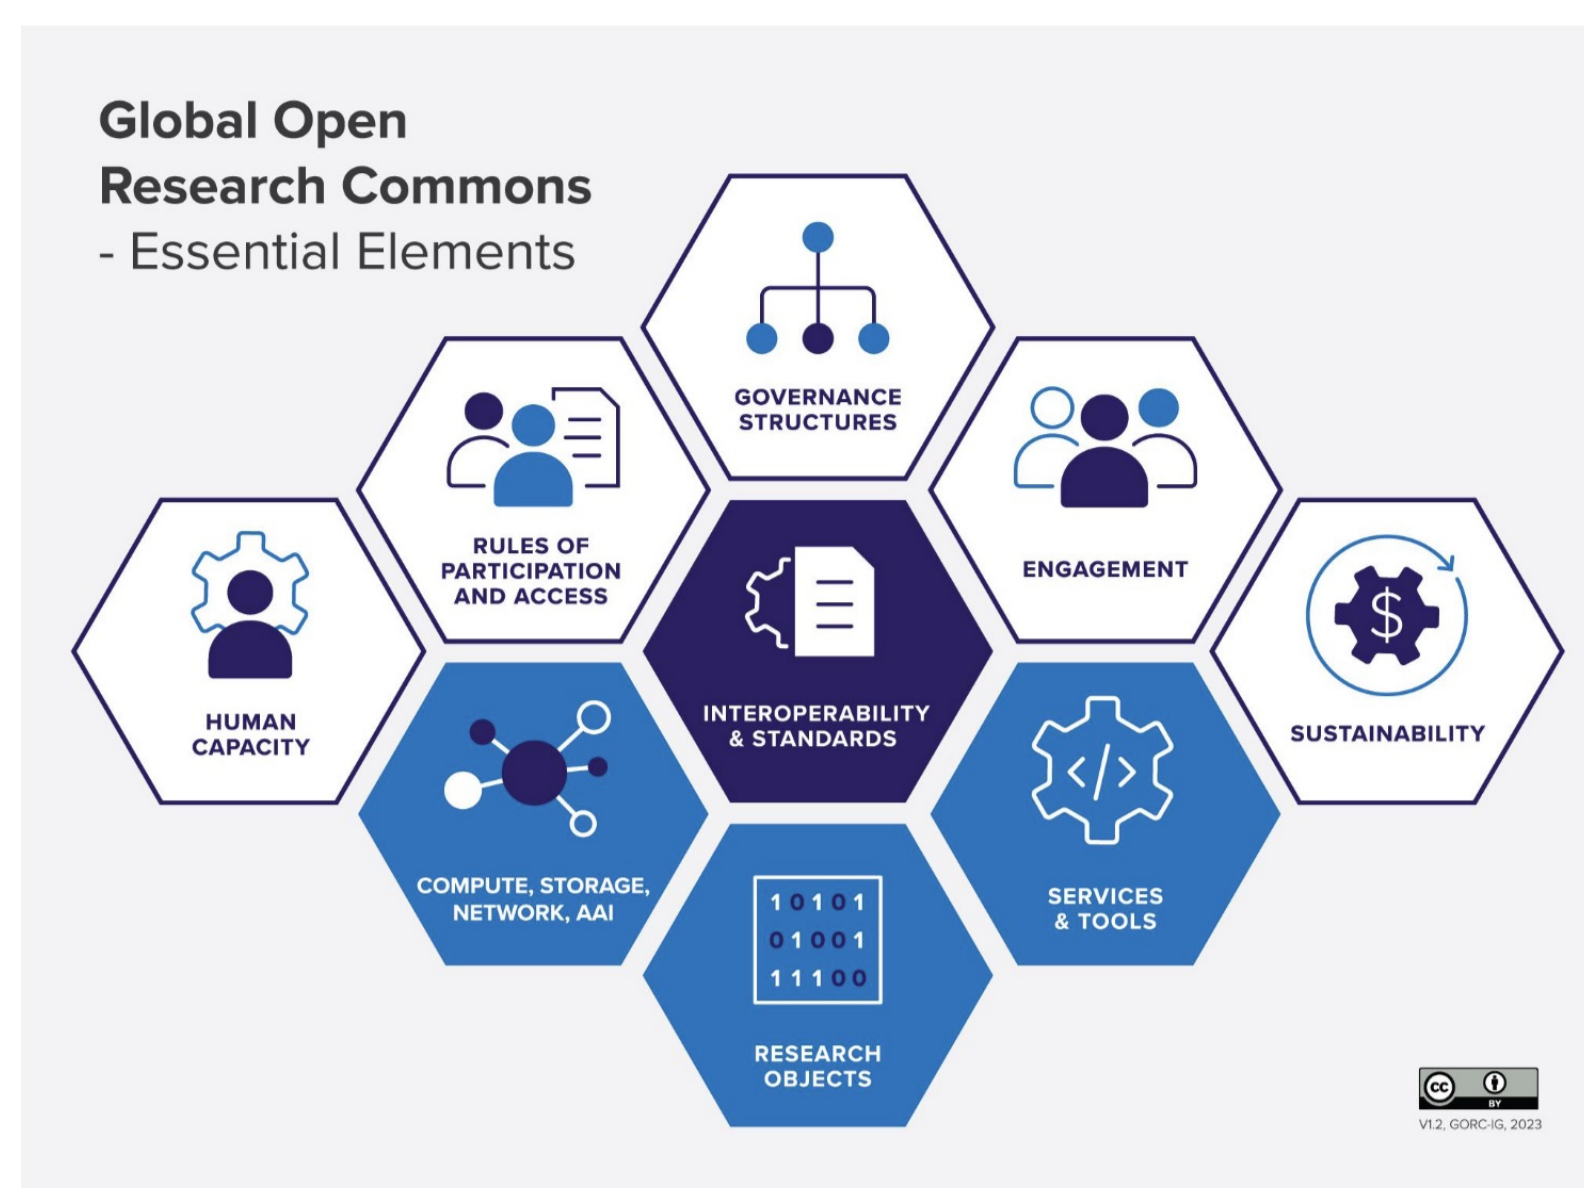 Global Open
Research Commons
- Essential Elements
GOVERNANCE
STRUCTURES
RULES OF
PARTICIPATION
AND ACCESS
ENGAGEMENT
HUMAN
CAPACITY
INTEROPERABILITY
& STANDARDS
$
SUSTAINABILITY
COMPUTE, STORAGE,
NETWORK, AAI
</>
SERVICES
& TOOLS
10101
01001
11100
RESEARCH
OBJECTS
cc
BY
V1.2, GORC-IG, 2023